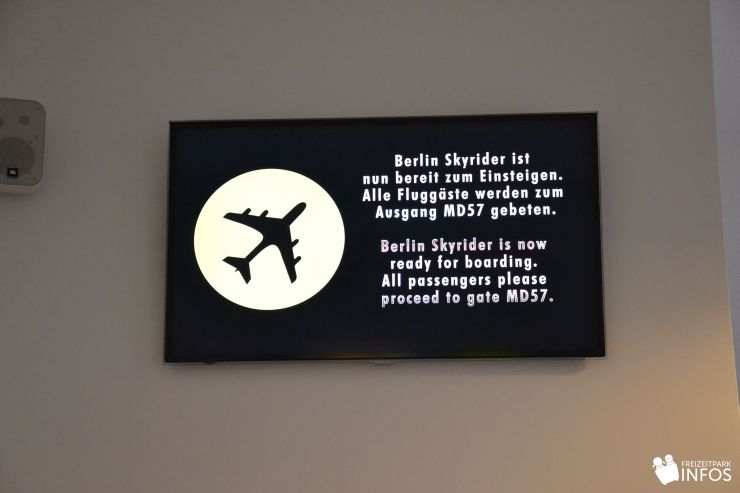 Berlin Skyrider ist
nun bereit zum Einsteigen.
Alle Fluggäste werden zum
Ausgang MD57 gebeten.
Berlin Skyrider is now
ready for boarding.
All passengers please
proceed to gate MD57.
JBL
FREIZEITPARK
INFOS